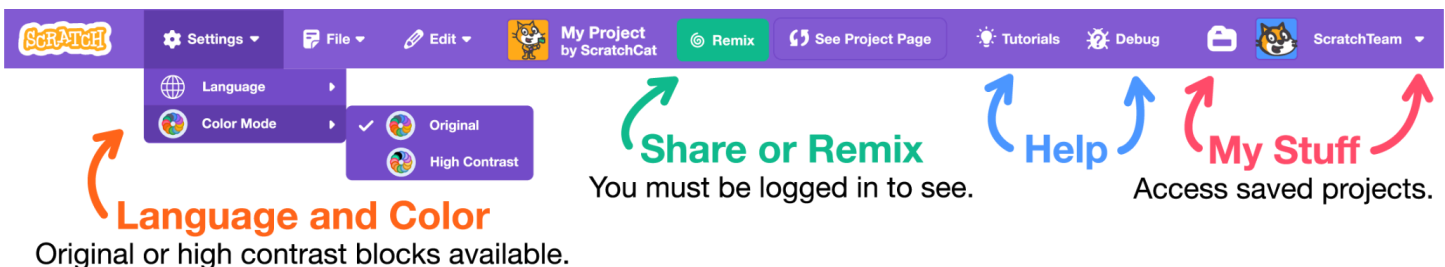 SCRATCH
Settings
File
Edit
My Project
by ScratchCat
Remix
See Project Page
Tutorials
Debug
ScratchTeam
Language
Color Mode
Original
High Contrast
Language and Color
Original or high contrast blocks available.
Share or Remix
You must be logged in to see.
Help
My Stuff
Access saved projects.